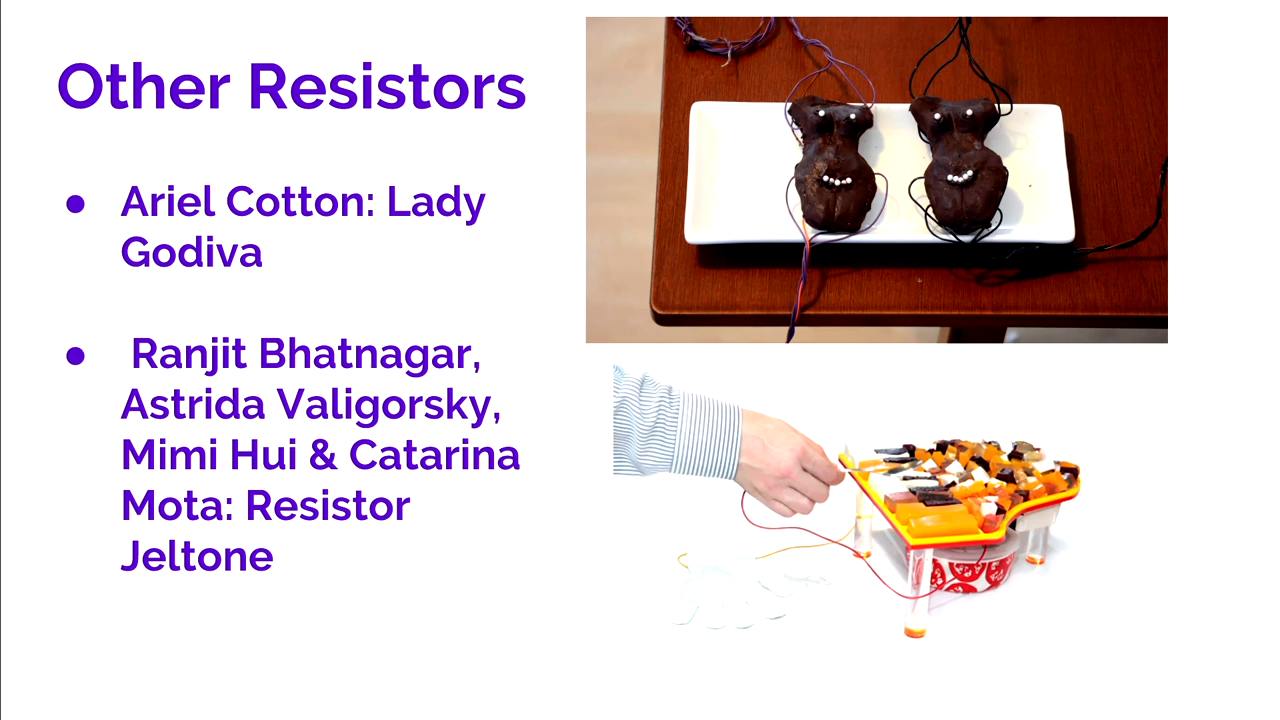 Other Resistors
● Ariel Cotton: Lady
Godiva
● Ranjit Bhatnagar,
Astrida Valigorsky,
Mimi Hui & Catarina
Mota: Resistor
Jeltone